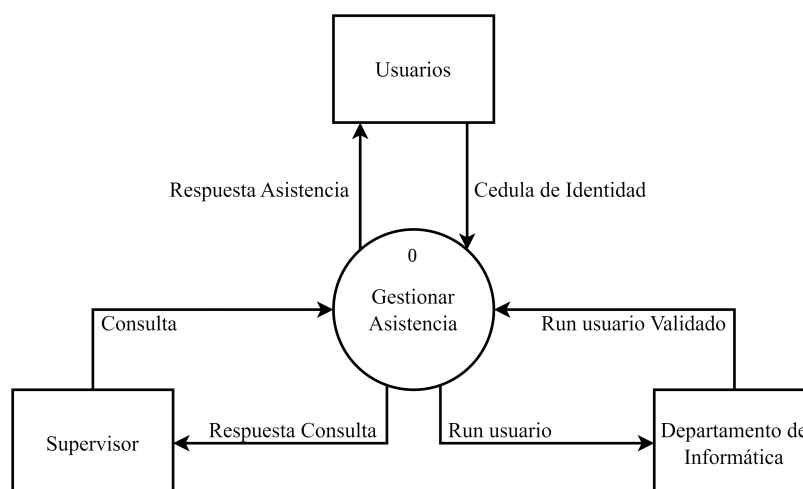 Usuarios
Respuesta Asistencia
Cedula de Identidad
0
Gestionar
Asistencia
Consulta
Run usuario Validado
Supervisor
Respuesta Consulta
Run usuario
Departamento de
Informática